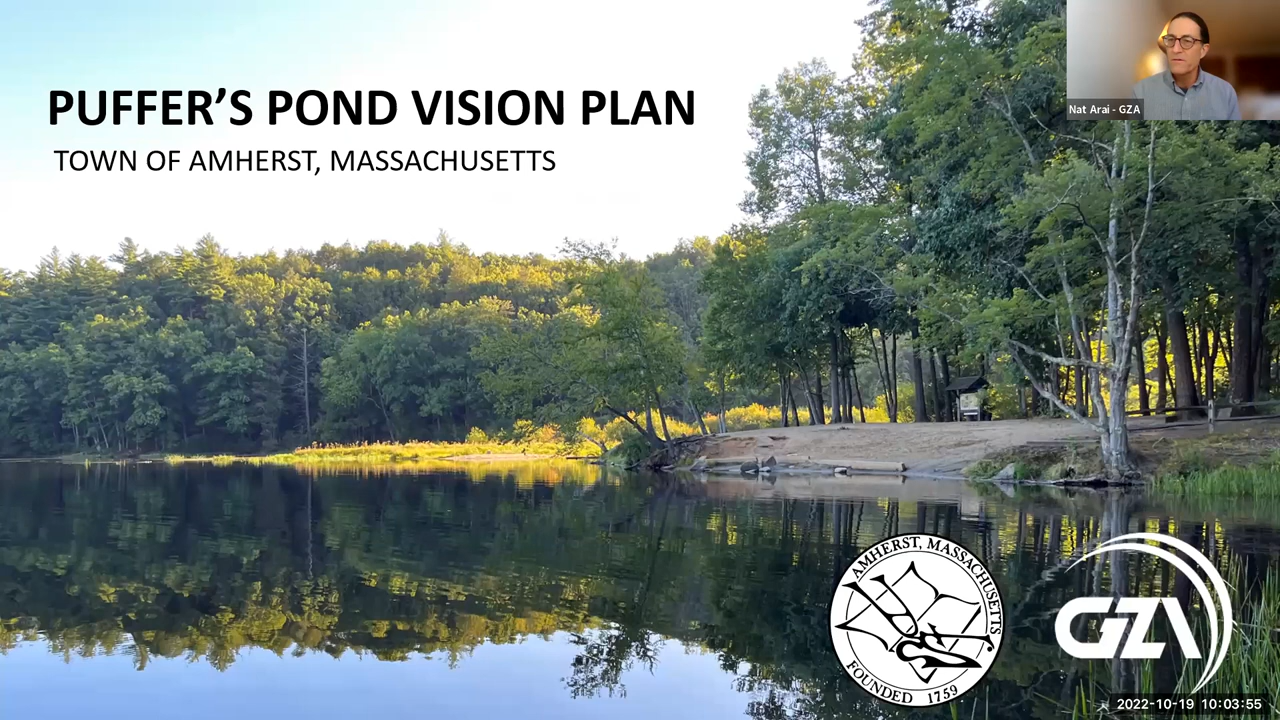 PUFFER'S POND VISION PLAN
TOWN OF AMHERST, MASSACHUSETTS
Nat Arai - GZA
AMHERST, MASSACHUSETTS
FOUNDED 1759
GZA
2022-10-19 10:03:55